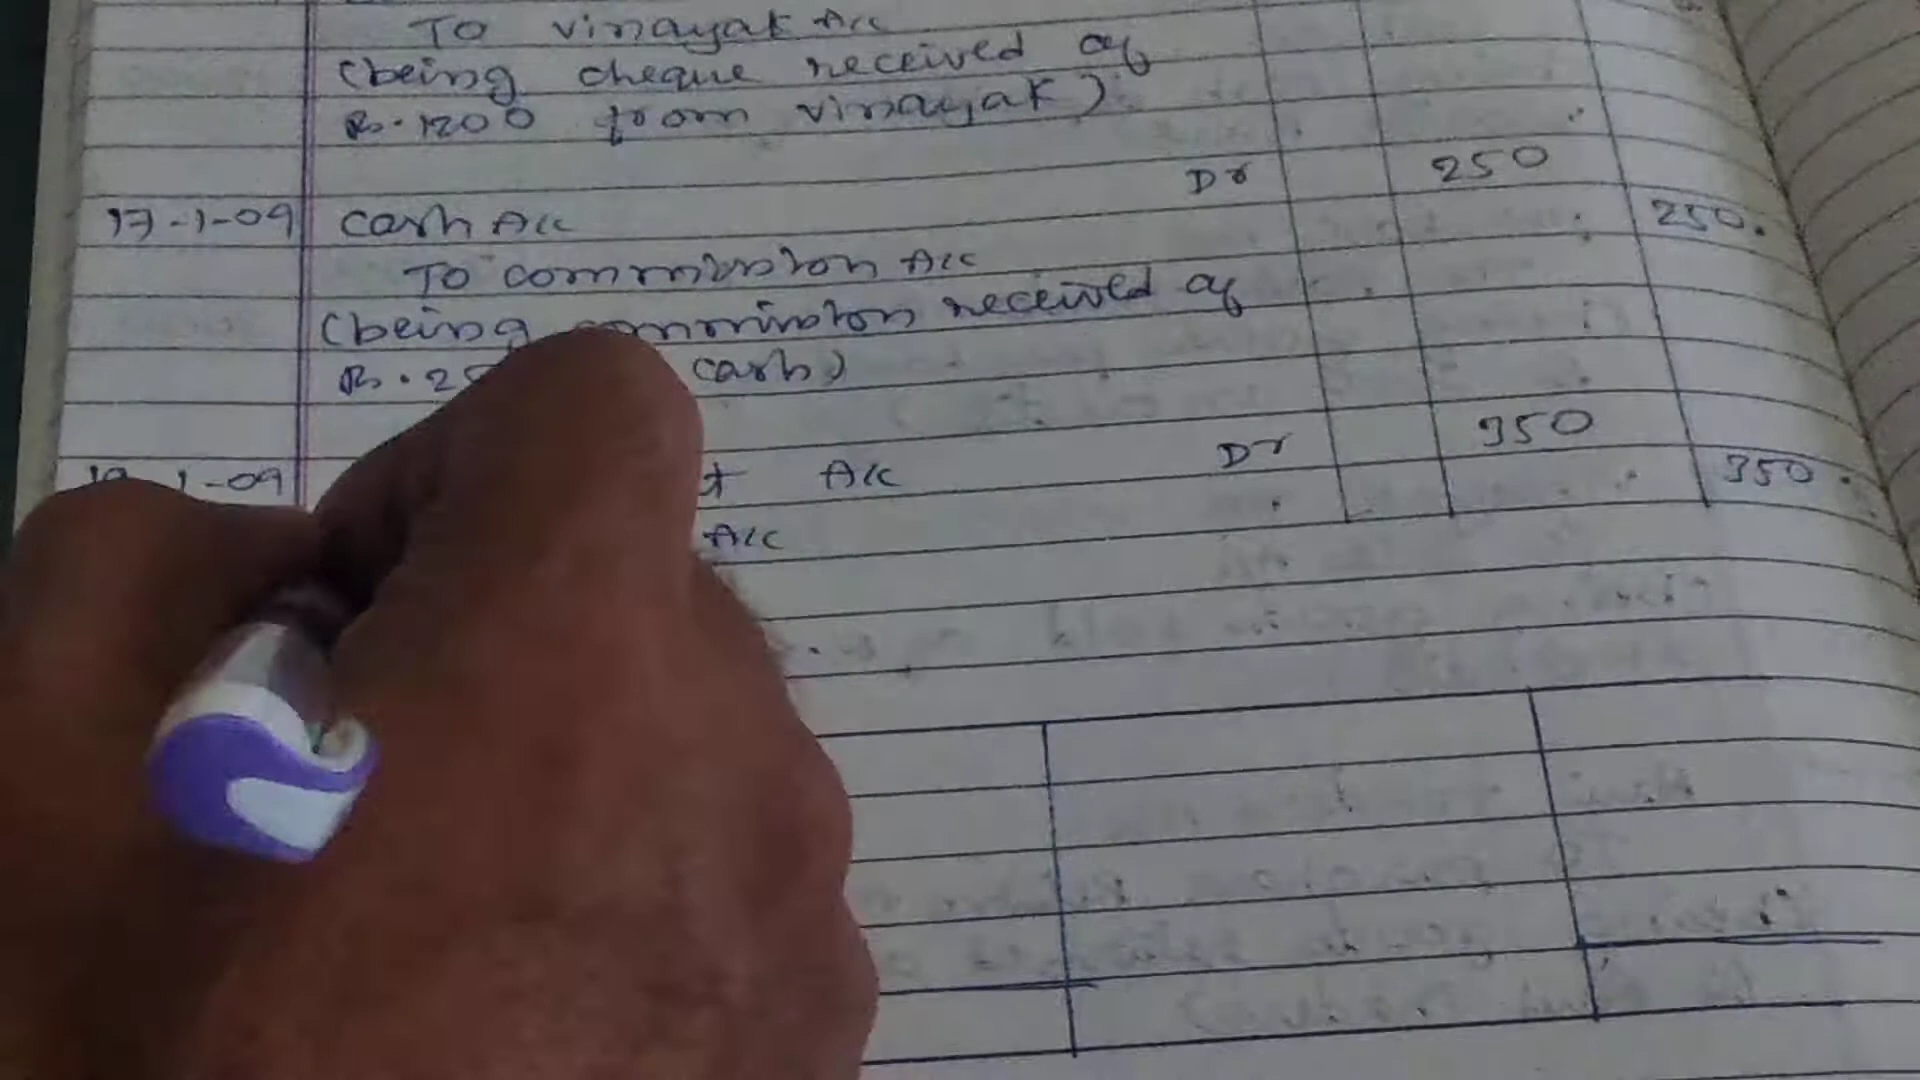 To vinayak A/c
(being cheque received of
Rs. 1200 from vinayak)
Dr 250
17-1-09 Cash A/c
250.
To commission A/c
(being commission received of
Rs. 2 cash)
Dr 350
1-09 A/c
350.
A/c